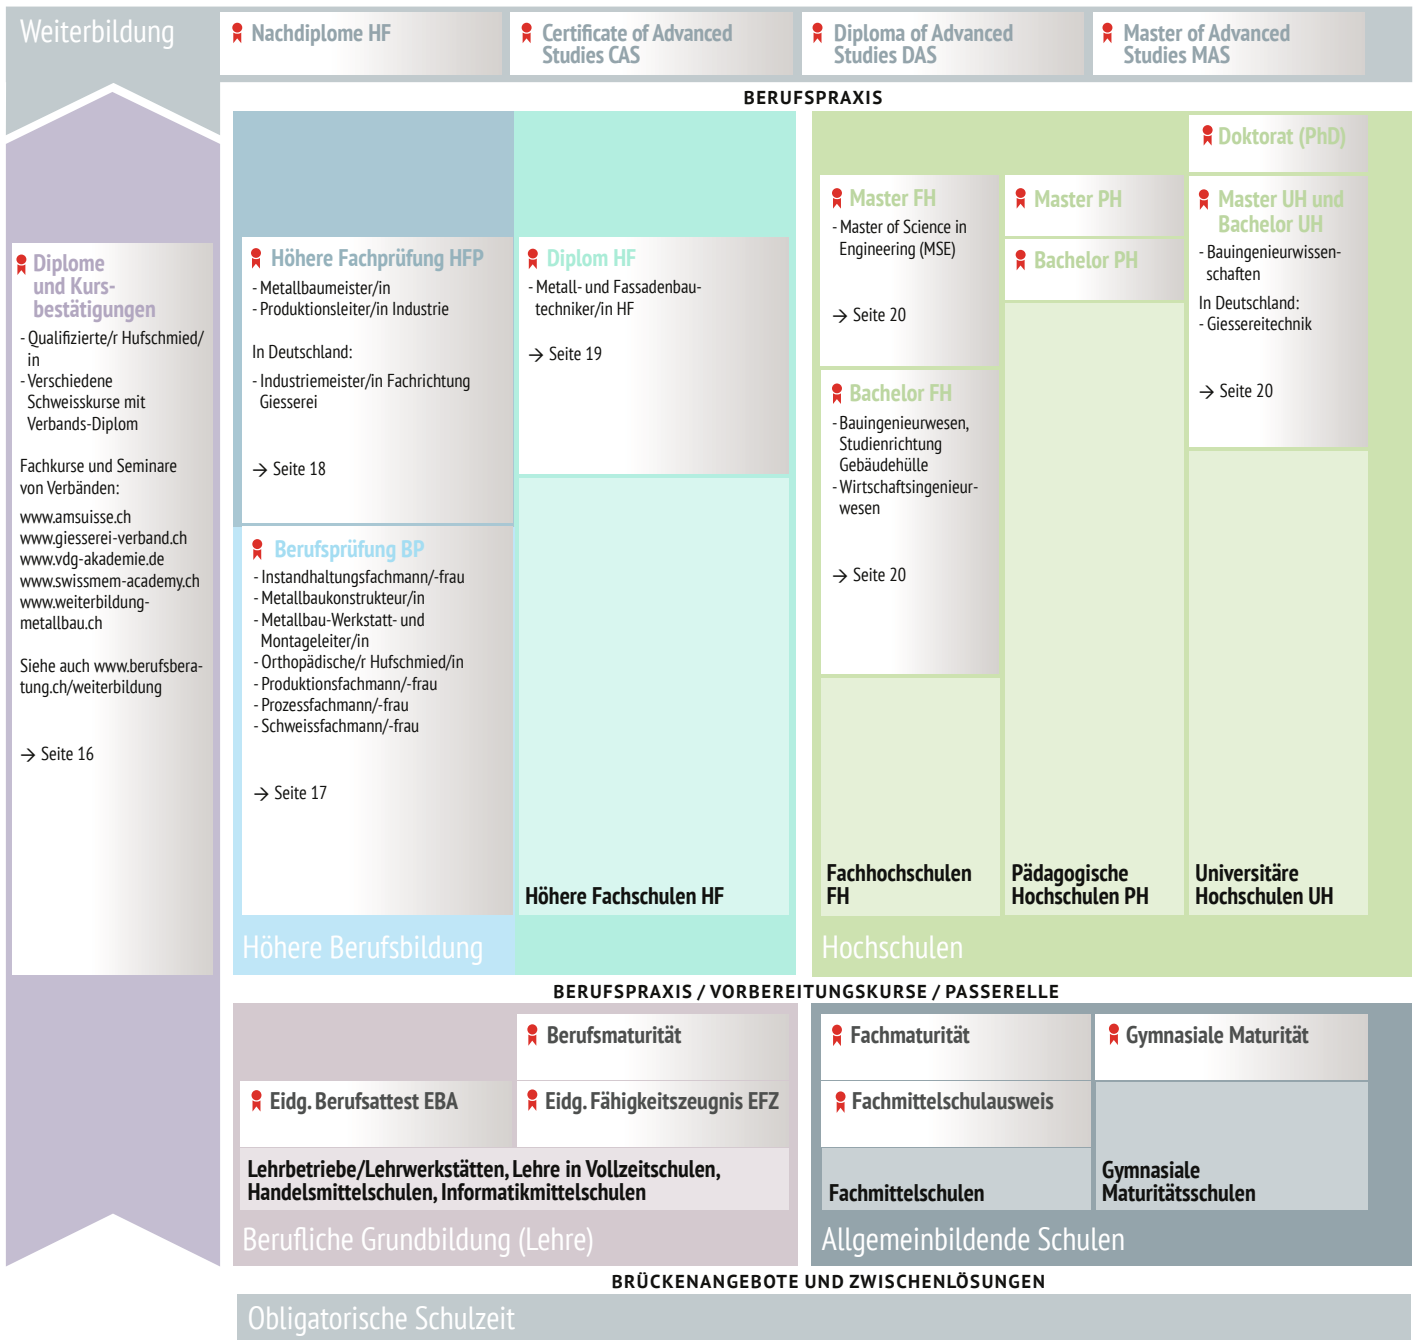 Weiterbildung
Nachdiplome HF
Certificate of Advanced
Studies CAS
Diploma of Advanced
Studies DAS
Master of Advanced
Studies MAS
BERUFSPRAXIS
Diplome
und Kurs-
bestätigungen
- Qualifizierte/r Hufschmied/
in
- Verschiedene
Schweisskurse mit
Verbands-Diplom
Fachkurse und Seminare
von Verbänden:
www.amsuisse.ch
www.giesserei-verband.ch
www.vdg-akademie.de
www.swissmem-academy.ch
www.weiterbildung-
metallbau.ch
Siehe auch www.berufsbera-
tung.ch/weiterbildung
→ Seite 16
Höhere Fachprüfung HFP
- Metallbaumeister/in
- Produktionsleiter/in Industrie
In Deutschland:
- Industriemeister/in Fachrichtung
Giesserei
→ Seite 18
Berufsprüfung BP
- Instandhaltungsfachmann/-frau
- Metallbaukonstrukteur/in
- Metallbau-Werkstatt- und
Montageleiter/in
- Orthopädische/r Hufschmied/in
- Produktionsfachmann/-frau
- Prozessfachmann/-frau
- Schweissfachmann/-frau
→ Seite 17
Diplom HF
- Metall- und Fassadenbau-
techniker/in HF
→ Seite 19
Höhere Fachschulen HF
Höhere Berufsbildung
Master FH
- Master of Science in
Engineering (MSE)
→ Seite 20
Bachelor FH
- Bauingenieurwesen,
Studienrichtung
Gebäudehülle
- Wirtschaftsingenieur-
wesen
→ Seite 20
Fachhochschulen
FH
Master PH
Bachelor PH
Pädagogische
Hochschulen PH
Doktorat (PhD)
Master UH und
Bachelor UH
- Bauingenieurwissen-
schaften
In Deutschland:
- Giessereitechnik
→ Seite 20
Universitäre
Hochschulen UH
Hochschulen
BERUFSPRAXIS / VORBEREITUNGSKURSE / PASSERELLE
Berufsmaturität
Eidg. Berufsattest EBA
Eidg. Fähigkeitszeugnis EFZ
Lehrbetriebe/Lehrwerkstätten, Lehre in Vollzeitschulen,
Handelsmittelschulen, Informatikmittelschulen
Berufliche Grundbildung (Lehre)
Fachmaturität
Fachmittelschulausweis
Fachmittelschulen
Gymnasiale Maturität
Gymnasiale
Maturitätsschulen
Allgemeinbildende Schulen
BRÜCKENANGEBOTE UND ZWISCHENLÖSUNGEN
Obligatorische Schulzeit